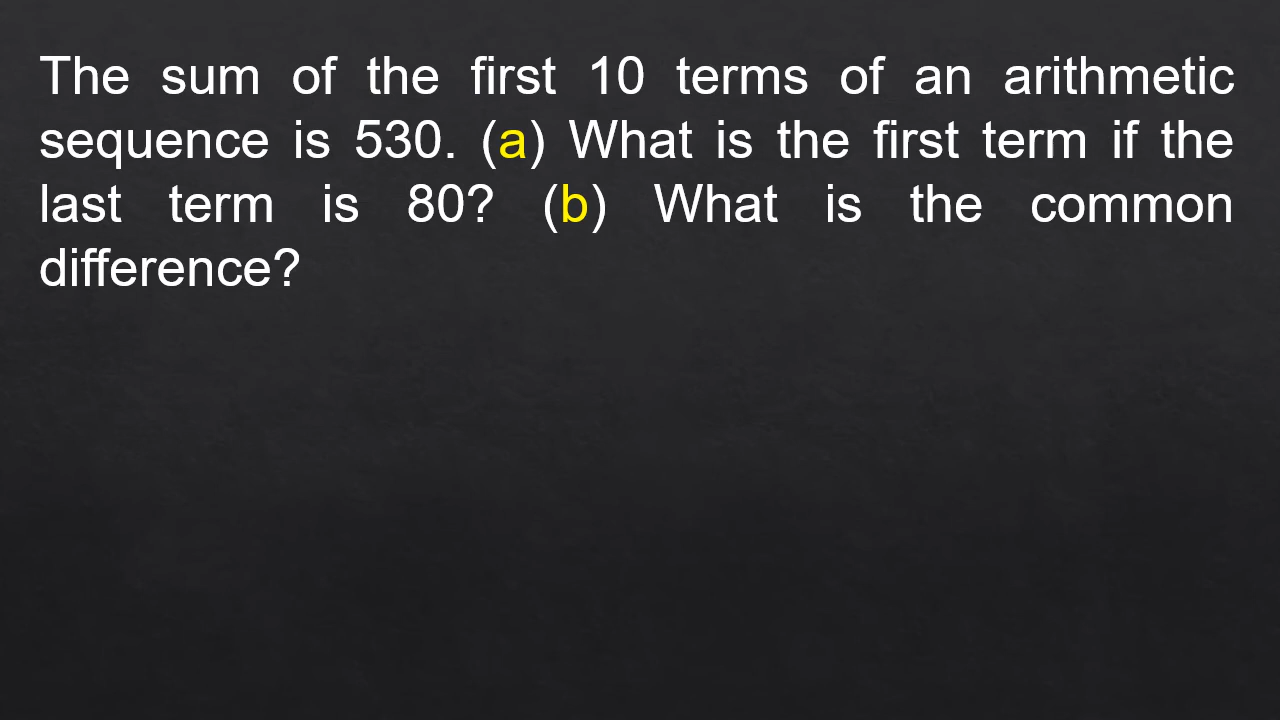 The sum of the first 10 terms of an arithmetic
sequence is 530. (a) What is the first term if the
last term is 80? (b) What is the common
difference?